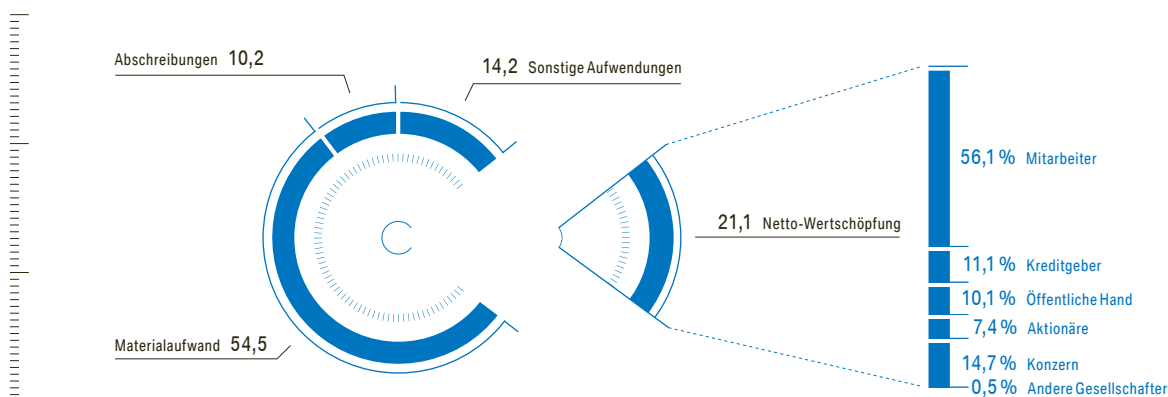 Abschreibungen 10,2
14,2 Sonstige Aufwendungen
56,1 % Mitarbeiter
21,1 Netto-Wertschöpfung
11,1 % Kreditgeber
10,1 % Öffentliche Hand
7,4 % Aktionäre
Materialaufwand 54,5
14,7 % Konzern
0,5 % Andere Gesellschafter